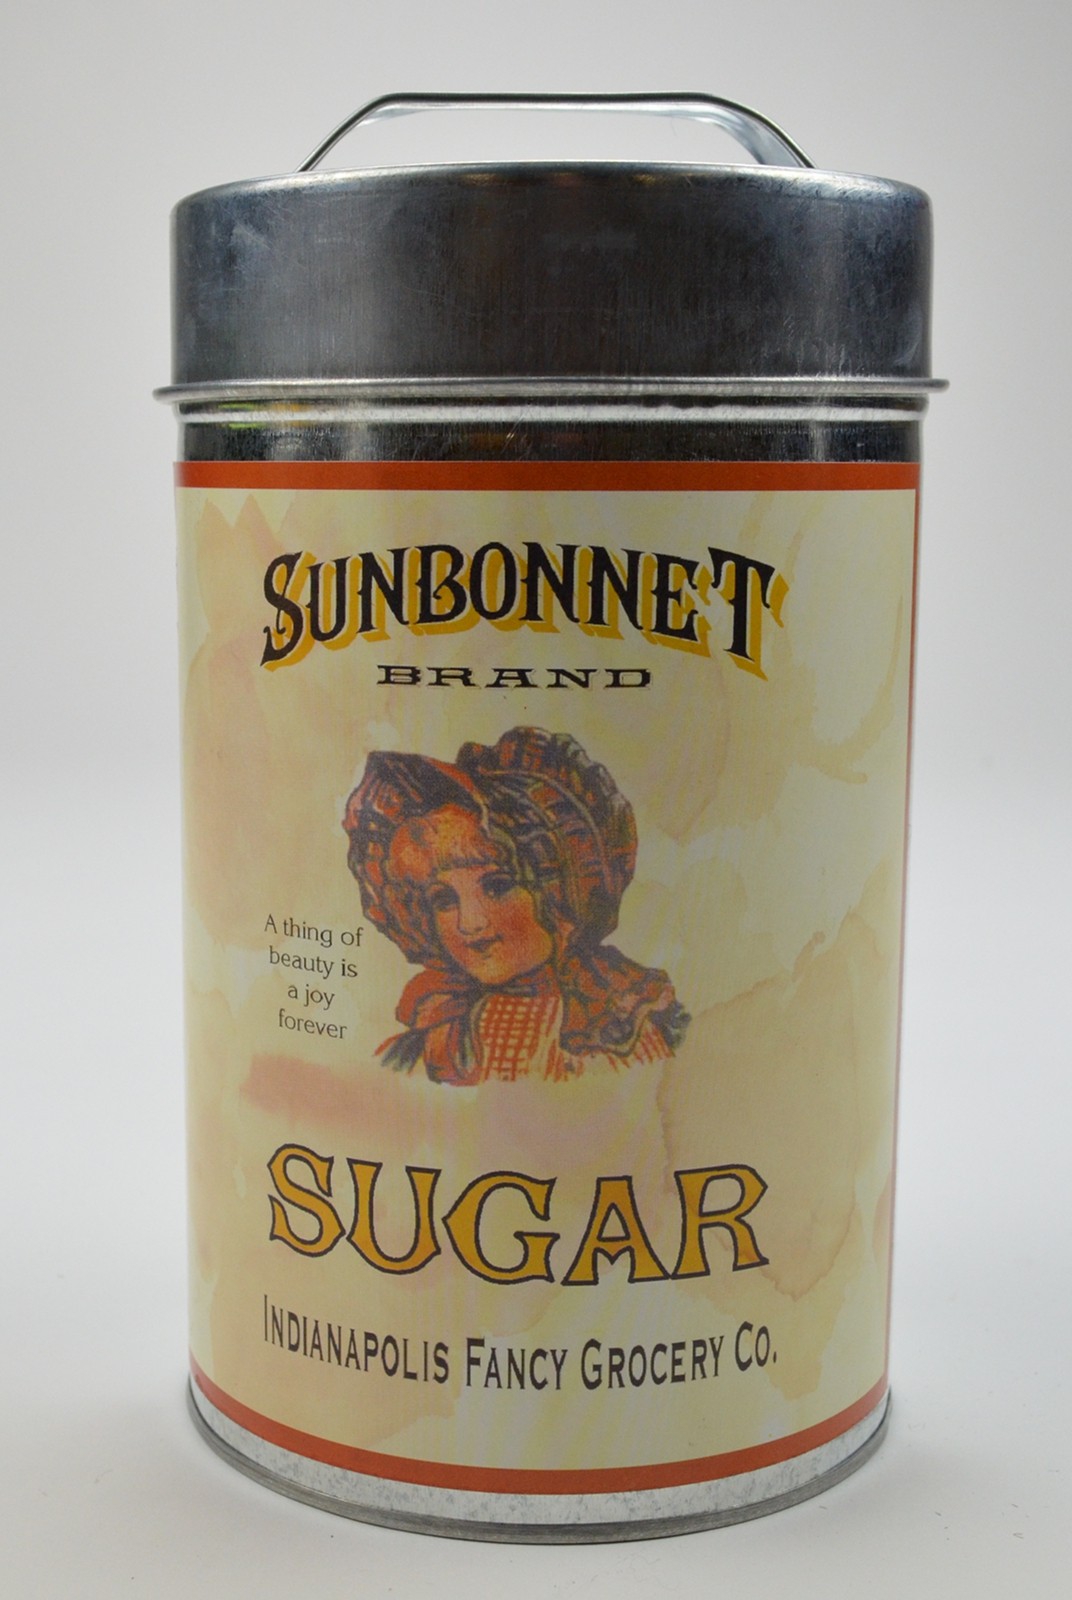 SUNBONNET
BRAND
A thing of
beauty is
a joy
forever
SUGAR
INDIANAPOLIS FANCY GROCERY CO.